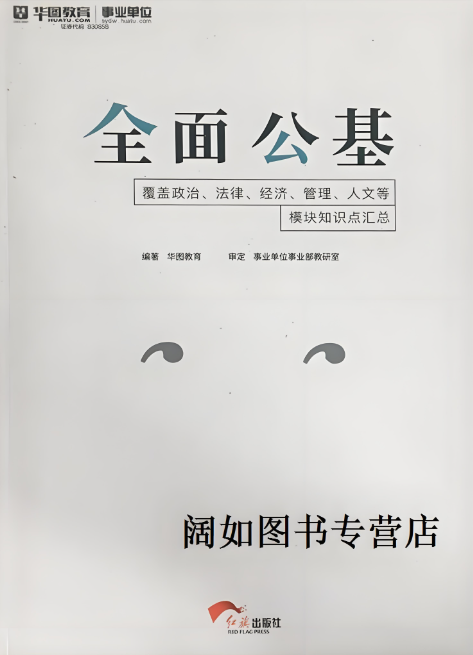 华图教育 事业单位
HUATU.COM sydw.huatu.com
证券代码 830858
全面公基
覆盖政治、法律、经济、管理、人文等
模块知识点汇总
编著 华图教育 审定 事业单位事业部教研室
阔如图书专营店
红旗出版社
RED FLAG PRESS